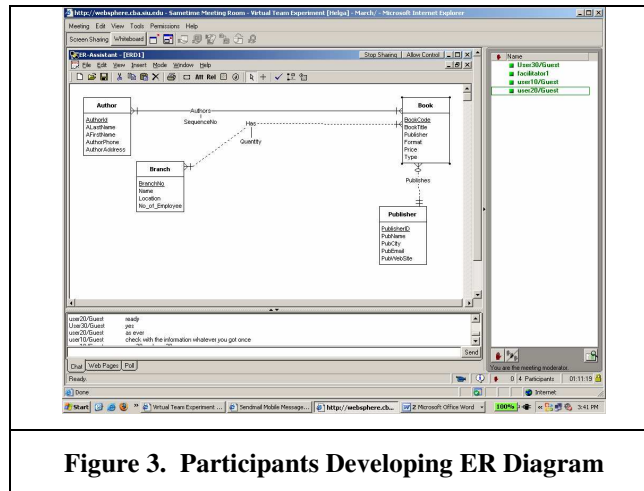 http://websphere.cba.siu.edu - Sametime Meeting Room - Virtual Team Experiment [Helga] - March/ - Microsoft Internet Explorer
Meeting Edit View Tools Permissions Help
Screen Sharing Whiteboard
ER-Assistant - [ERD1] Stop Sharing Allow Control
File Edit View Insert Mode Window Help
Att Rel
Name
User30/Guest
facilitator1
user10/Guest
user20/Guest
Author
AuthorId
ALastName
AFirstName
AuthorPhone
AuthorAddress
Authors
SequenceNo
Has
Quantity
Book
BookCode
BookTitle
Publisher
Format
Price
Type
Branch
BranchNo
Name
Location
No_of_Employee
Publishes
Publisher
PublisherID
PubName
PubCity
PubEmail
PubWebSite
user20/Guest ready
User30/Guest yes
user20/Guest as ever
user10/Guest check with the information whatever you got once
Send
Chat Web Pages Poll
You are the meeting moderator.
Ready. 0 4 Participants 01:11:19
Done Internet
Start Virtual Team Experiment ... Sendmail Mobile Message... http://websphere.cb... 2 Microsoft Office Word 100% 3:41 PM
Figure 3. Participants Developing ER Diagram